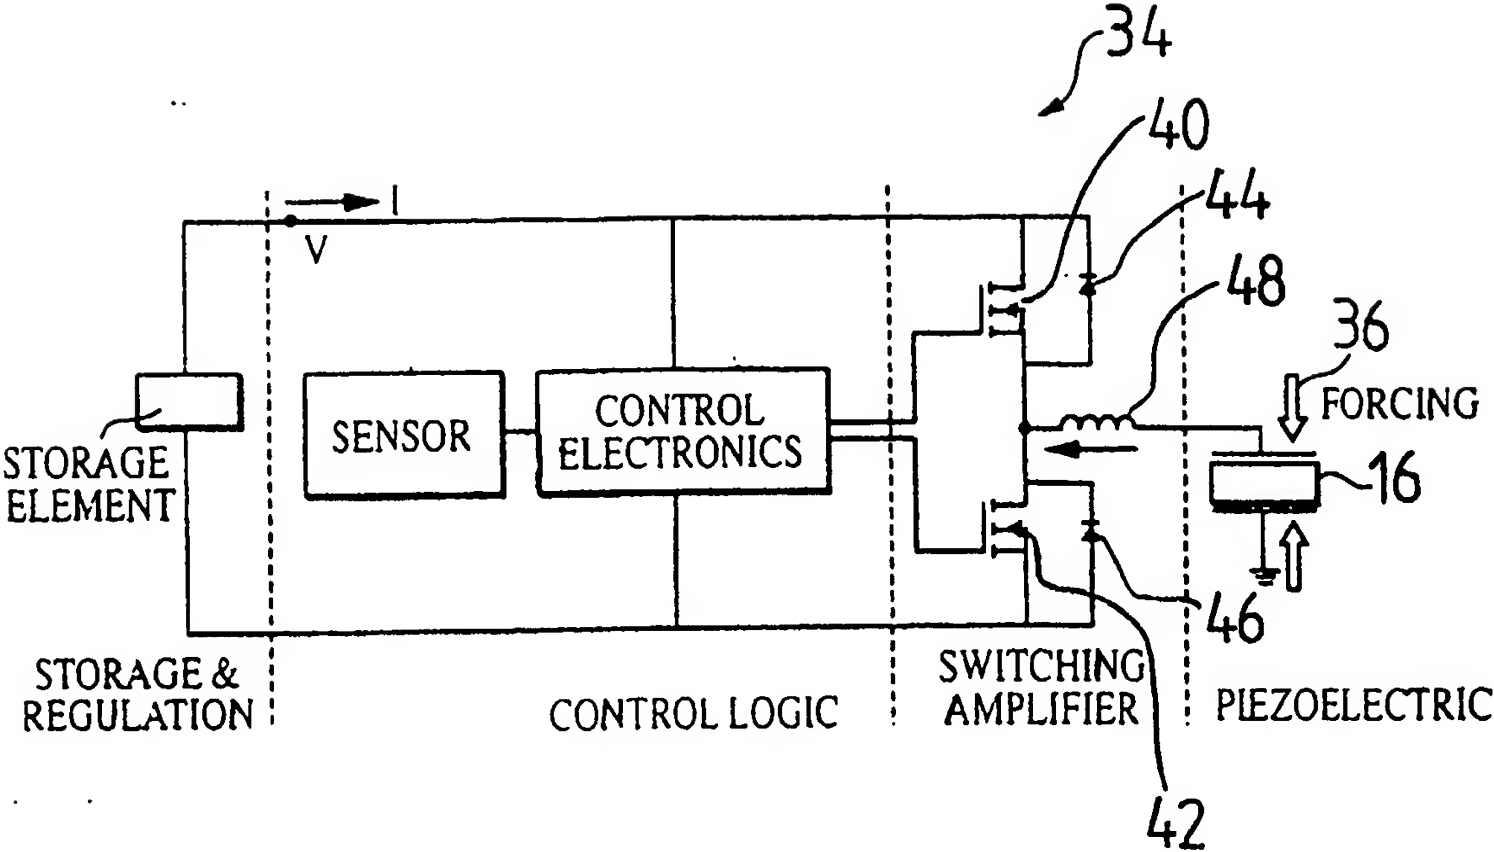 34
40
44
I
V
48
36
FORCING
SENSOR
CONTROL
ELECTRONICS
STORAGE
ELEMENT
16
46
STORAGE &
REGULATION
CONTROL LOGIC
SWITCHING
AMPLIFIER
PIEZOELECTRIC
42